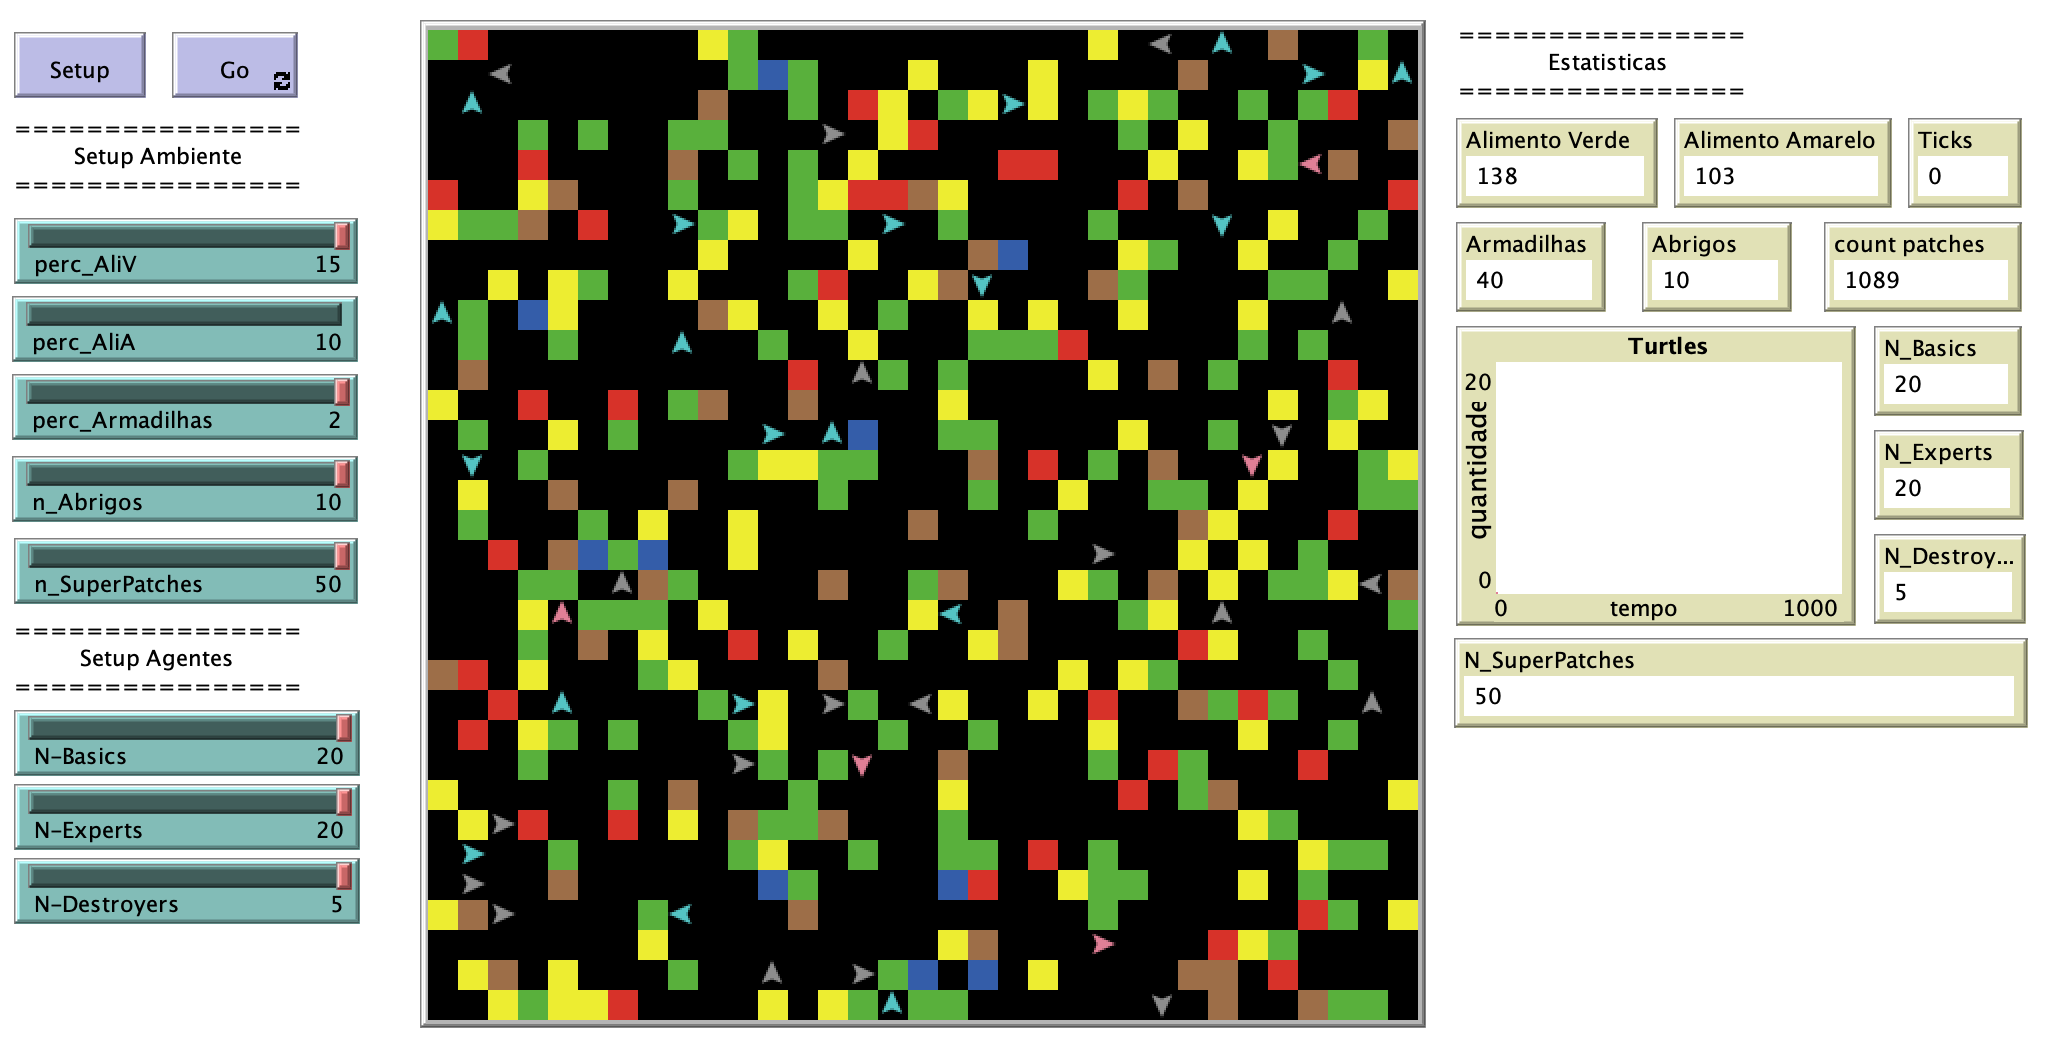 Setup
Go
================
Setup Ambiente
================
perc_AliV 15
perc_AliA 10
perc_Armadilhas 2
n_Abrigos 10
n_SuperPatches 50
================
Setup Agentes
================
N-Basics 20
N-Experts 20
N-Destroyers 5
================
Estatisticas
================
Alimento Verde
138
Alimento Amarelo
103
Ticks
0
Armadilhas
40
Abrigos
10
count patches
1089
Turtles
20
quantidade
0
0 tempo 1000
N_Basics
20
N_Experts
20
N_Destroy...
5
N_SuperPatches
50